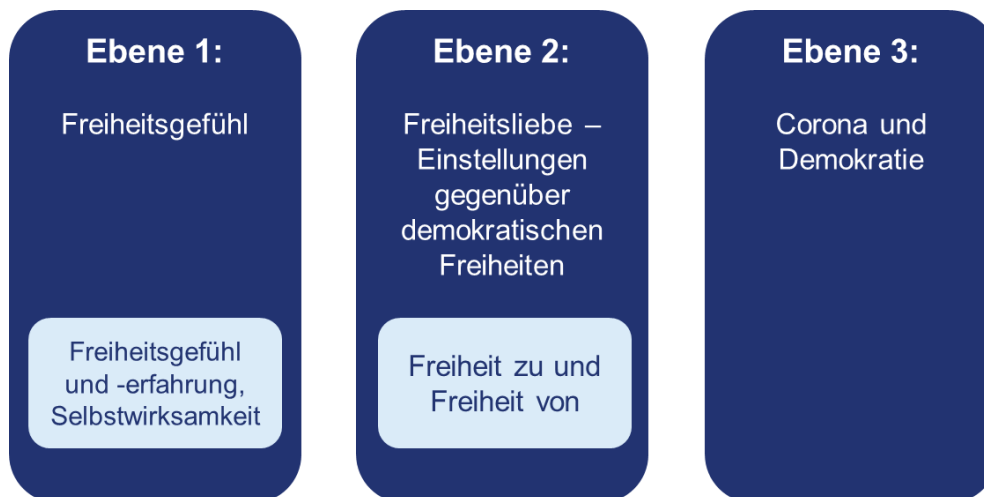 Ebene 1:
Freiheitsgefühl
Freiheitsgefühl
und -erfahrung,
Selbstwirksamkeit
Ebene 2:
Freiheitsliebe –
Einstellungen
gegenüber
demokratischen
Freiheiten
Freiheit zu und
Freiheit von
Ebene 3:
Corona und
Demokratie